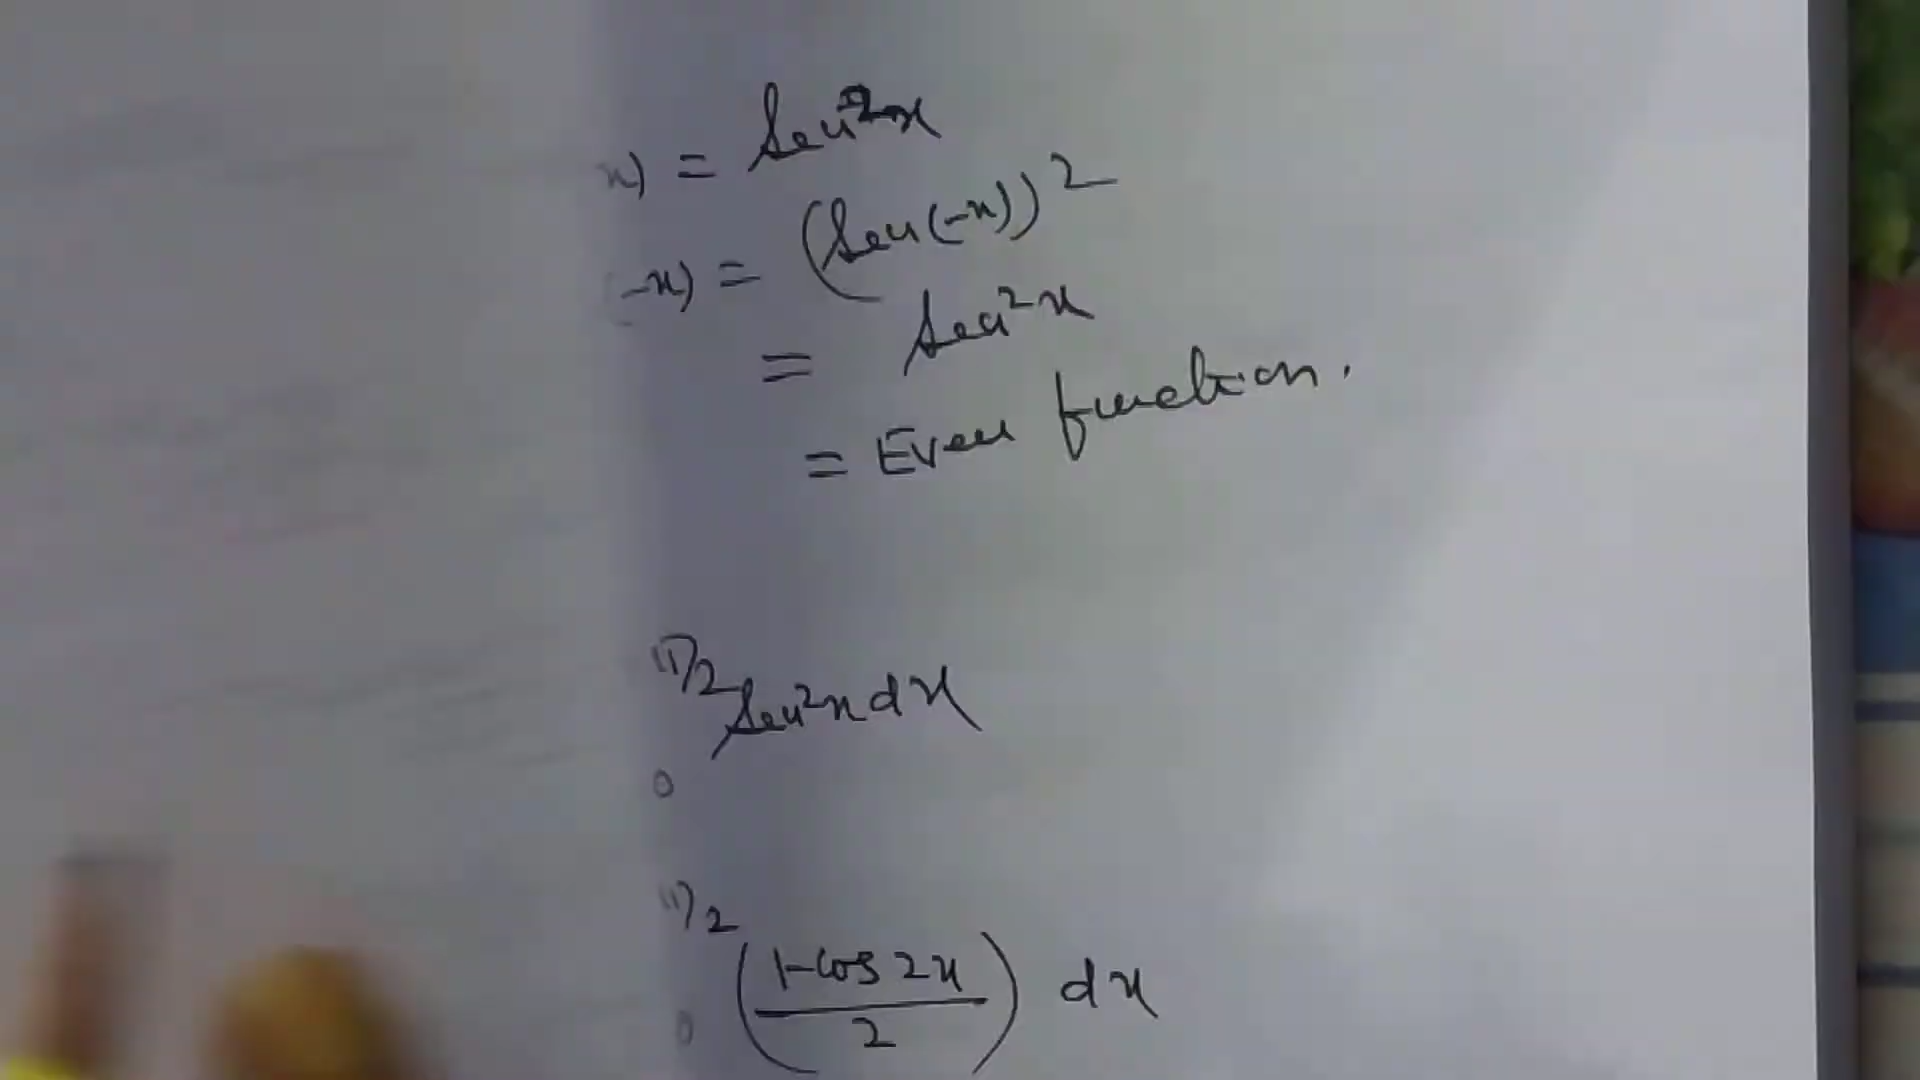 x) = Sin²x
-x) = (Sin(-x))²
= Sin²x
= Even function.
π/2
Sin²x dx
0
π/2
(1-cos2x / 2) dx
0